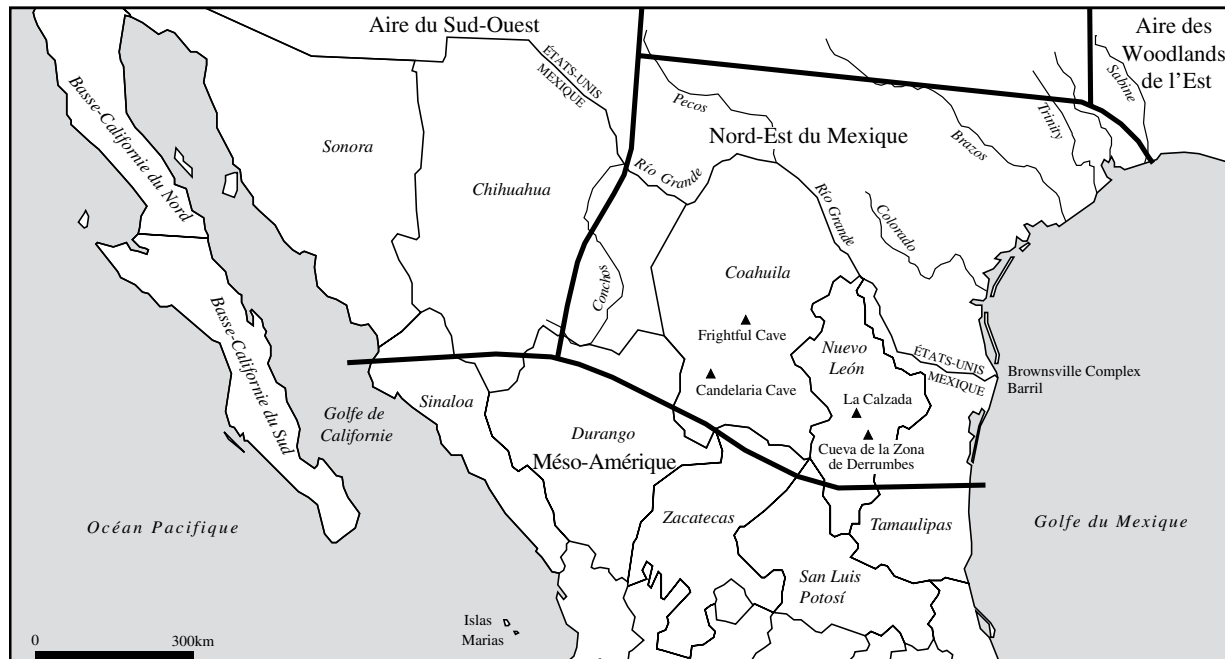 Aire du Sud-Ouest
Aire des
Woodlands
de l'Est
ÉTATS-UNIS
MEXIQUE
Basse-Californie du Nord
Sonora
Chihuahua
Pecos
Nord-Est du Mexique
Brazos
Trinity
Sabine
Río Grande
Río Grande
Colorado
Conchos
Coahuila
Frightful Cave
Candelaria Cave
Nuevo
León
La Calzada
Cueva de la Zona
de Derrumbes
ÉTATS-UNIS
MEXIQUE
Brownsville Complex
Barril
Basse-Californie du Sud
Golfe de
Californie
Sinaloa
Durango
Méso-Amérique
Zacatecas
Tamaulipas
San Luis
Potosí
Océan Pacifique
Golfe du Mexique
Islas
Marias
0 300km